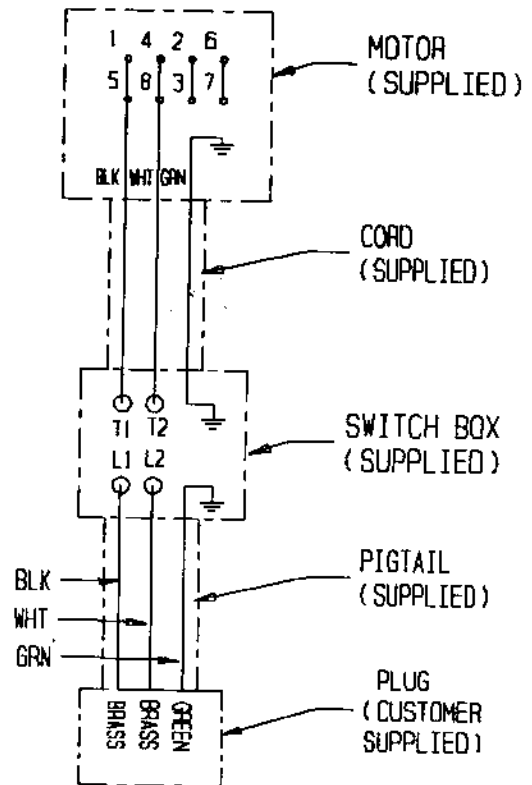 1 4 2 6
5 8 3 7
MOTOR
(SUPPLIED)
BLK WHT GRN
CORD
(SUPPLIED)
T1 T2
L1 L2
SWITCH BOX
(SUPPLIED)
BLK
WHT
GRN
PIGTAIL
(SUPPLIED)
BRASS
BRASS
GREEN
PLUG
(CUSTOMER
SUPPLIED)